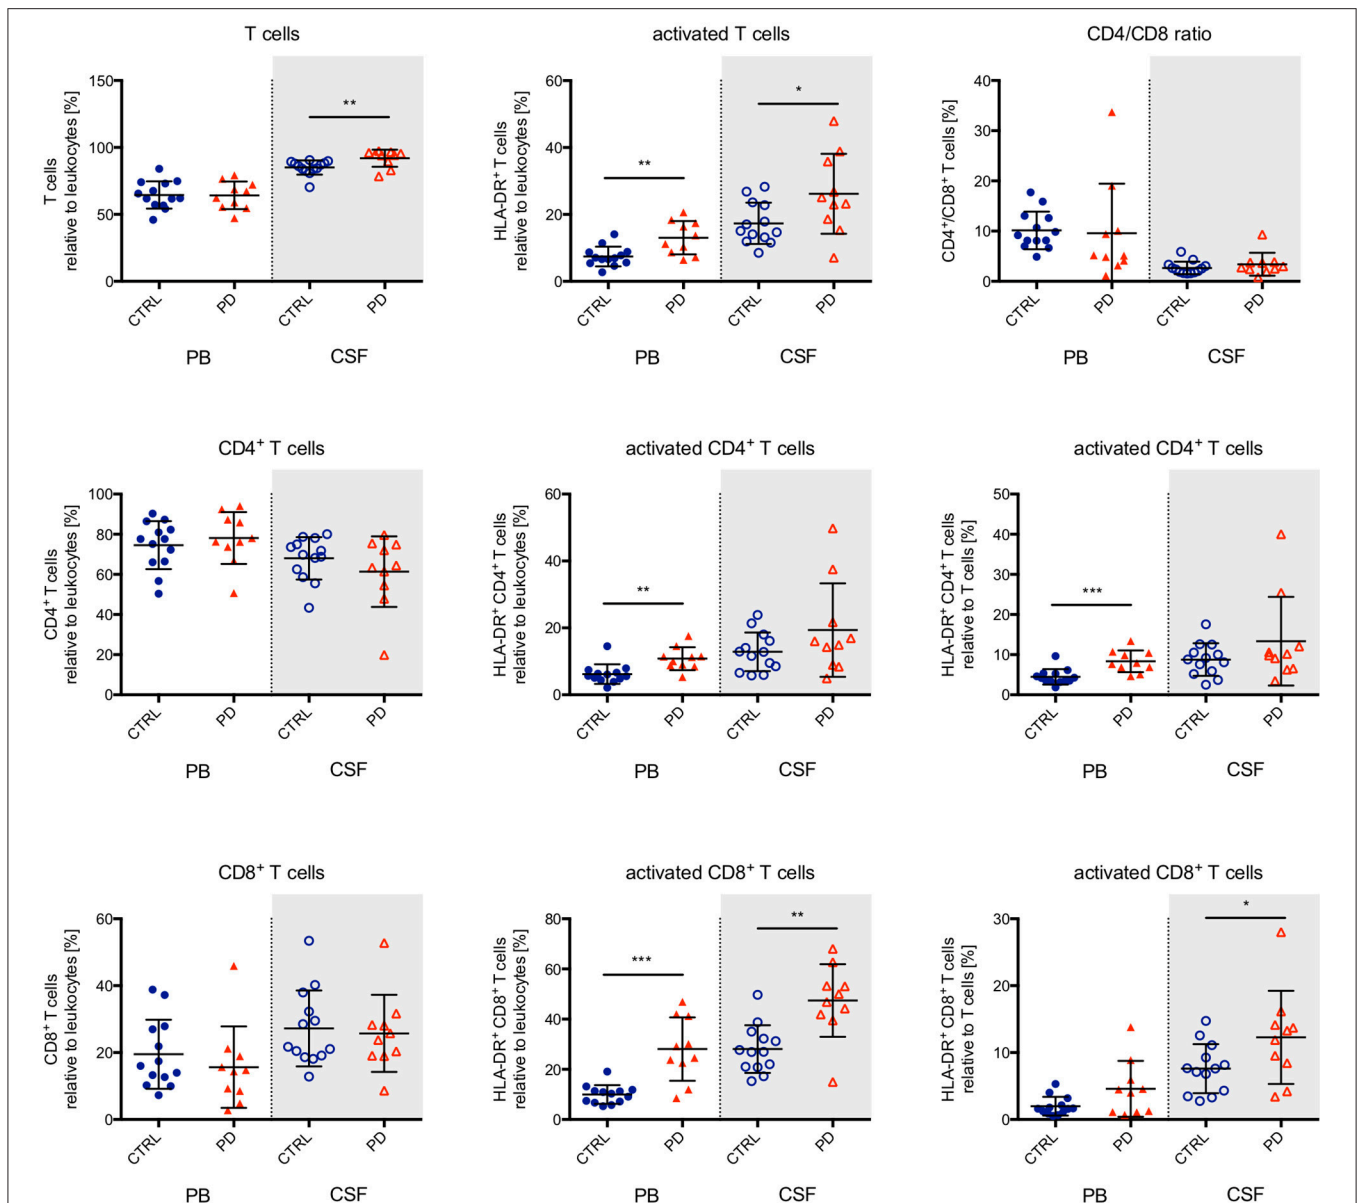 T cells
T cells
relative to leukocytes [%]
150
100
50
0
**
CTRL
PD
CTRL
PD
PB
CSF
activated T cells
HLA-DR⁺ T cells
relative to leukocytes [%]
60
40
20
0
**
*
CTRL
PD
CTRL
PD
PB
CSF
CD4/CD8 ratio
CD4⁺/CD8⁺ T cells [%]
40
30
20
10
0
CTRL
PD
CTRL
PD
PB
CSF
CD4⁺ T cells
CD4⁺ T cells
relative to leukocytes [%]
100
80
60
40
20
0
CTRL
PD
CTRL
PD
PB
CSF
activated CD4⁺ T cells
HLA-DR⁺ CD4⁺ T cells
relative to leukocytes [%]
60
40
20
0
**
CTRL
PD
CTRL
PD
PB
CSF
activated CD4⁺ T cells
HLA-DR⁺ CD4⁺ T cells
relative to T cells [%]
50
40
30
20
10
0
***
CTRL
PD
CTRL
PD
PB
CSF
CD8⁺ T cells
CD8⁺ T cells
relative to leukocytes [%]
60
40
20
0
CTRL
PD
CTRL
PD
PB
CSF
activated CD8⁺ T cells
HLA-DR⁺ CD8⁺ T cells
relative to leukocytes [%]
80
60
40
20
0
***
**
CTRL
PD
CTRL
PD
PB
CSF
activated CD8⁺ T cells
HLA-DR⁺ CD8⁺ T cells
relative to T cells [%]
30
20
10
0
*
CTRL
PD
CTRL
PD
PB
CSF